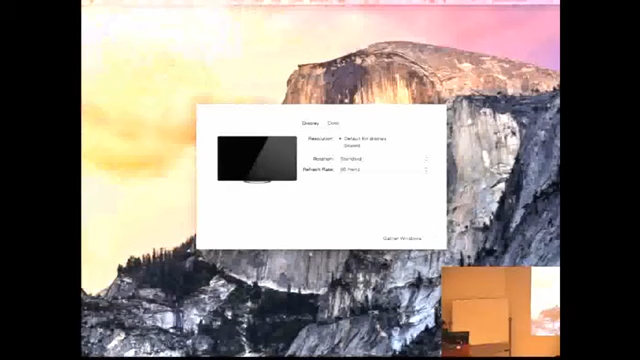 Display Color
Resolution: Default for display
Scaled
Rotation: Standard
Refresh Rate: 60 Hertz
Gather Windows